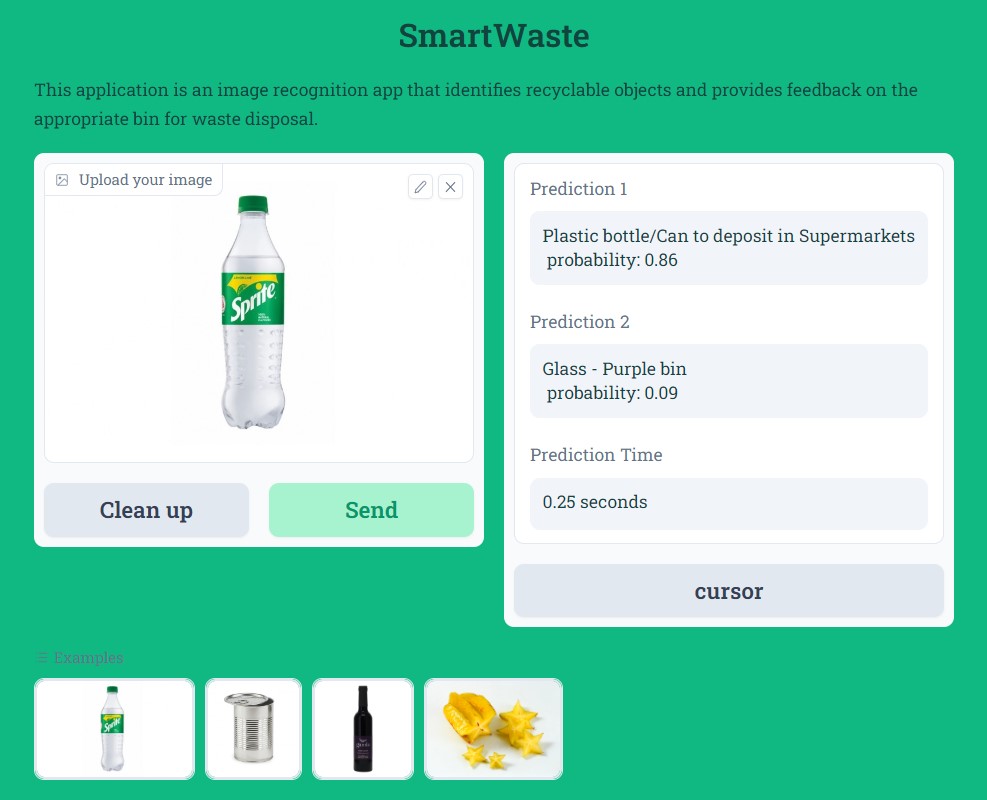 SmartWaste
This application is an image recognition app that identifies recyclable objects and provides feedback on the
appropriate bin for waste disposal.
Upload your image
Sprite
Clean up
Send
Prediction 1
Plastic bottle/Can to deposit in Supermarkets
probability: 0.86
Prediction 2
Glass - Purple bin
probability: 0.09
Prediction Time
0.25 seconds
cursor
Examples
Sprite